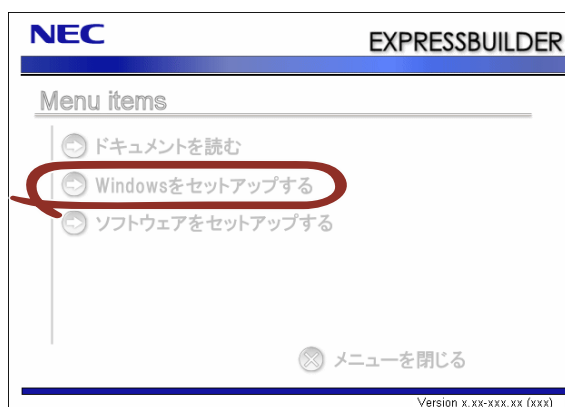 NEC
EXPRESSBUILDER
Menu items
ドキュメントを読む
Windowsをセットアップする
ソフトウェアをセットアップする
メニューを閉じる
Version x.xx-xxx.xx (xxx)